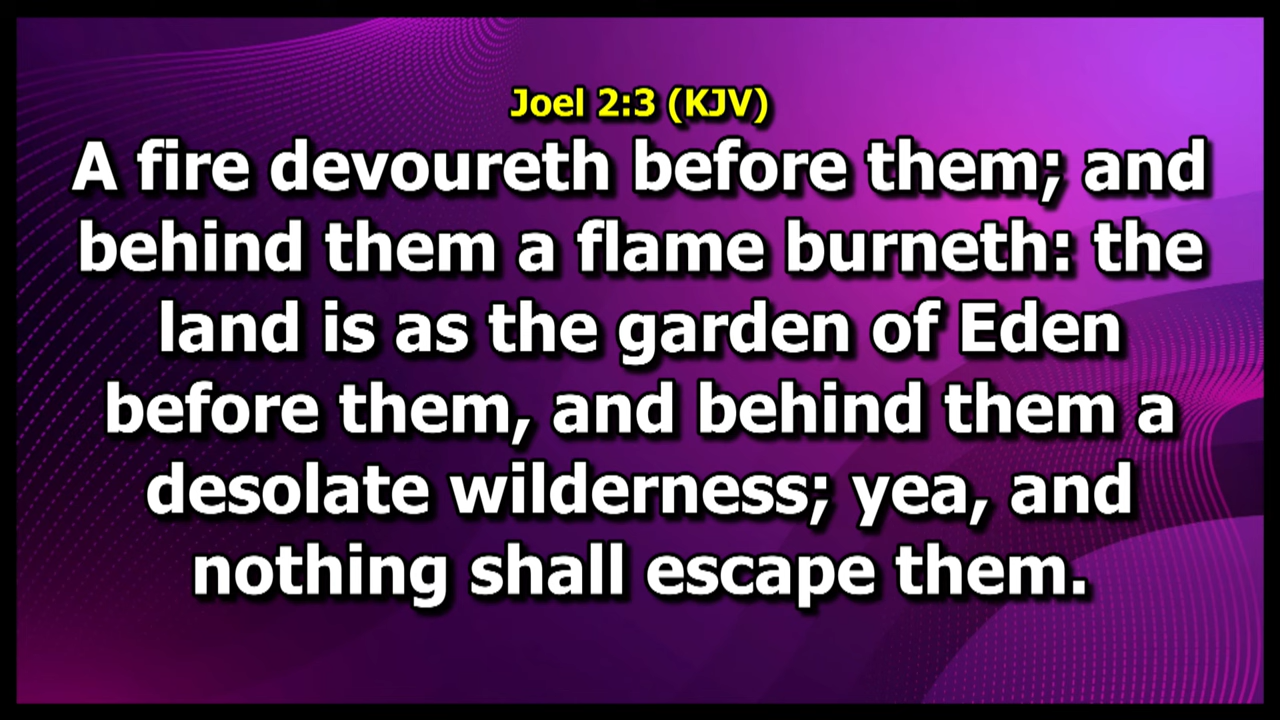 Joel 2:3 (KJV)
A fire devoureth before them; and
behind them a flame burneth: the
land is as the garden of Eden
before them, and behind them a
desolate wilderness; yea, and
nothing shall escape them.